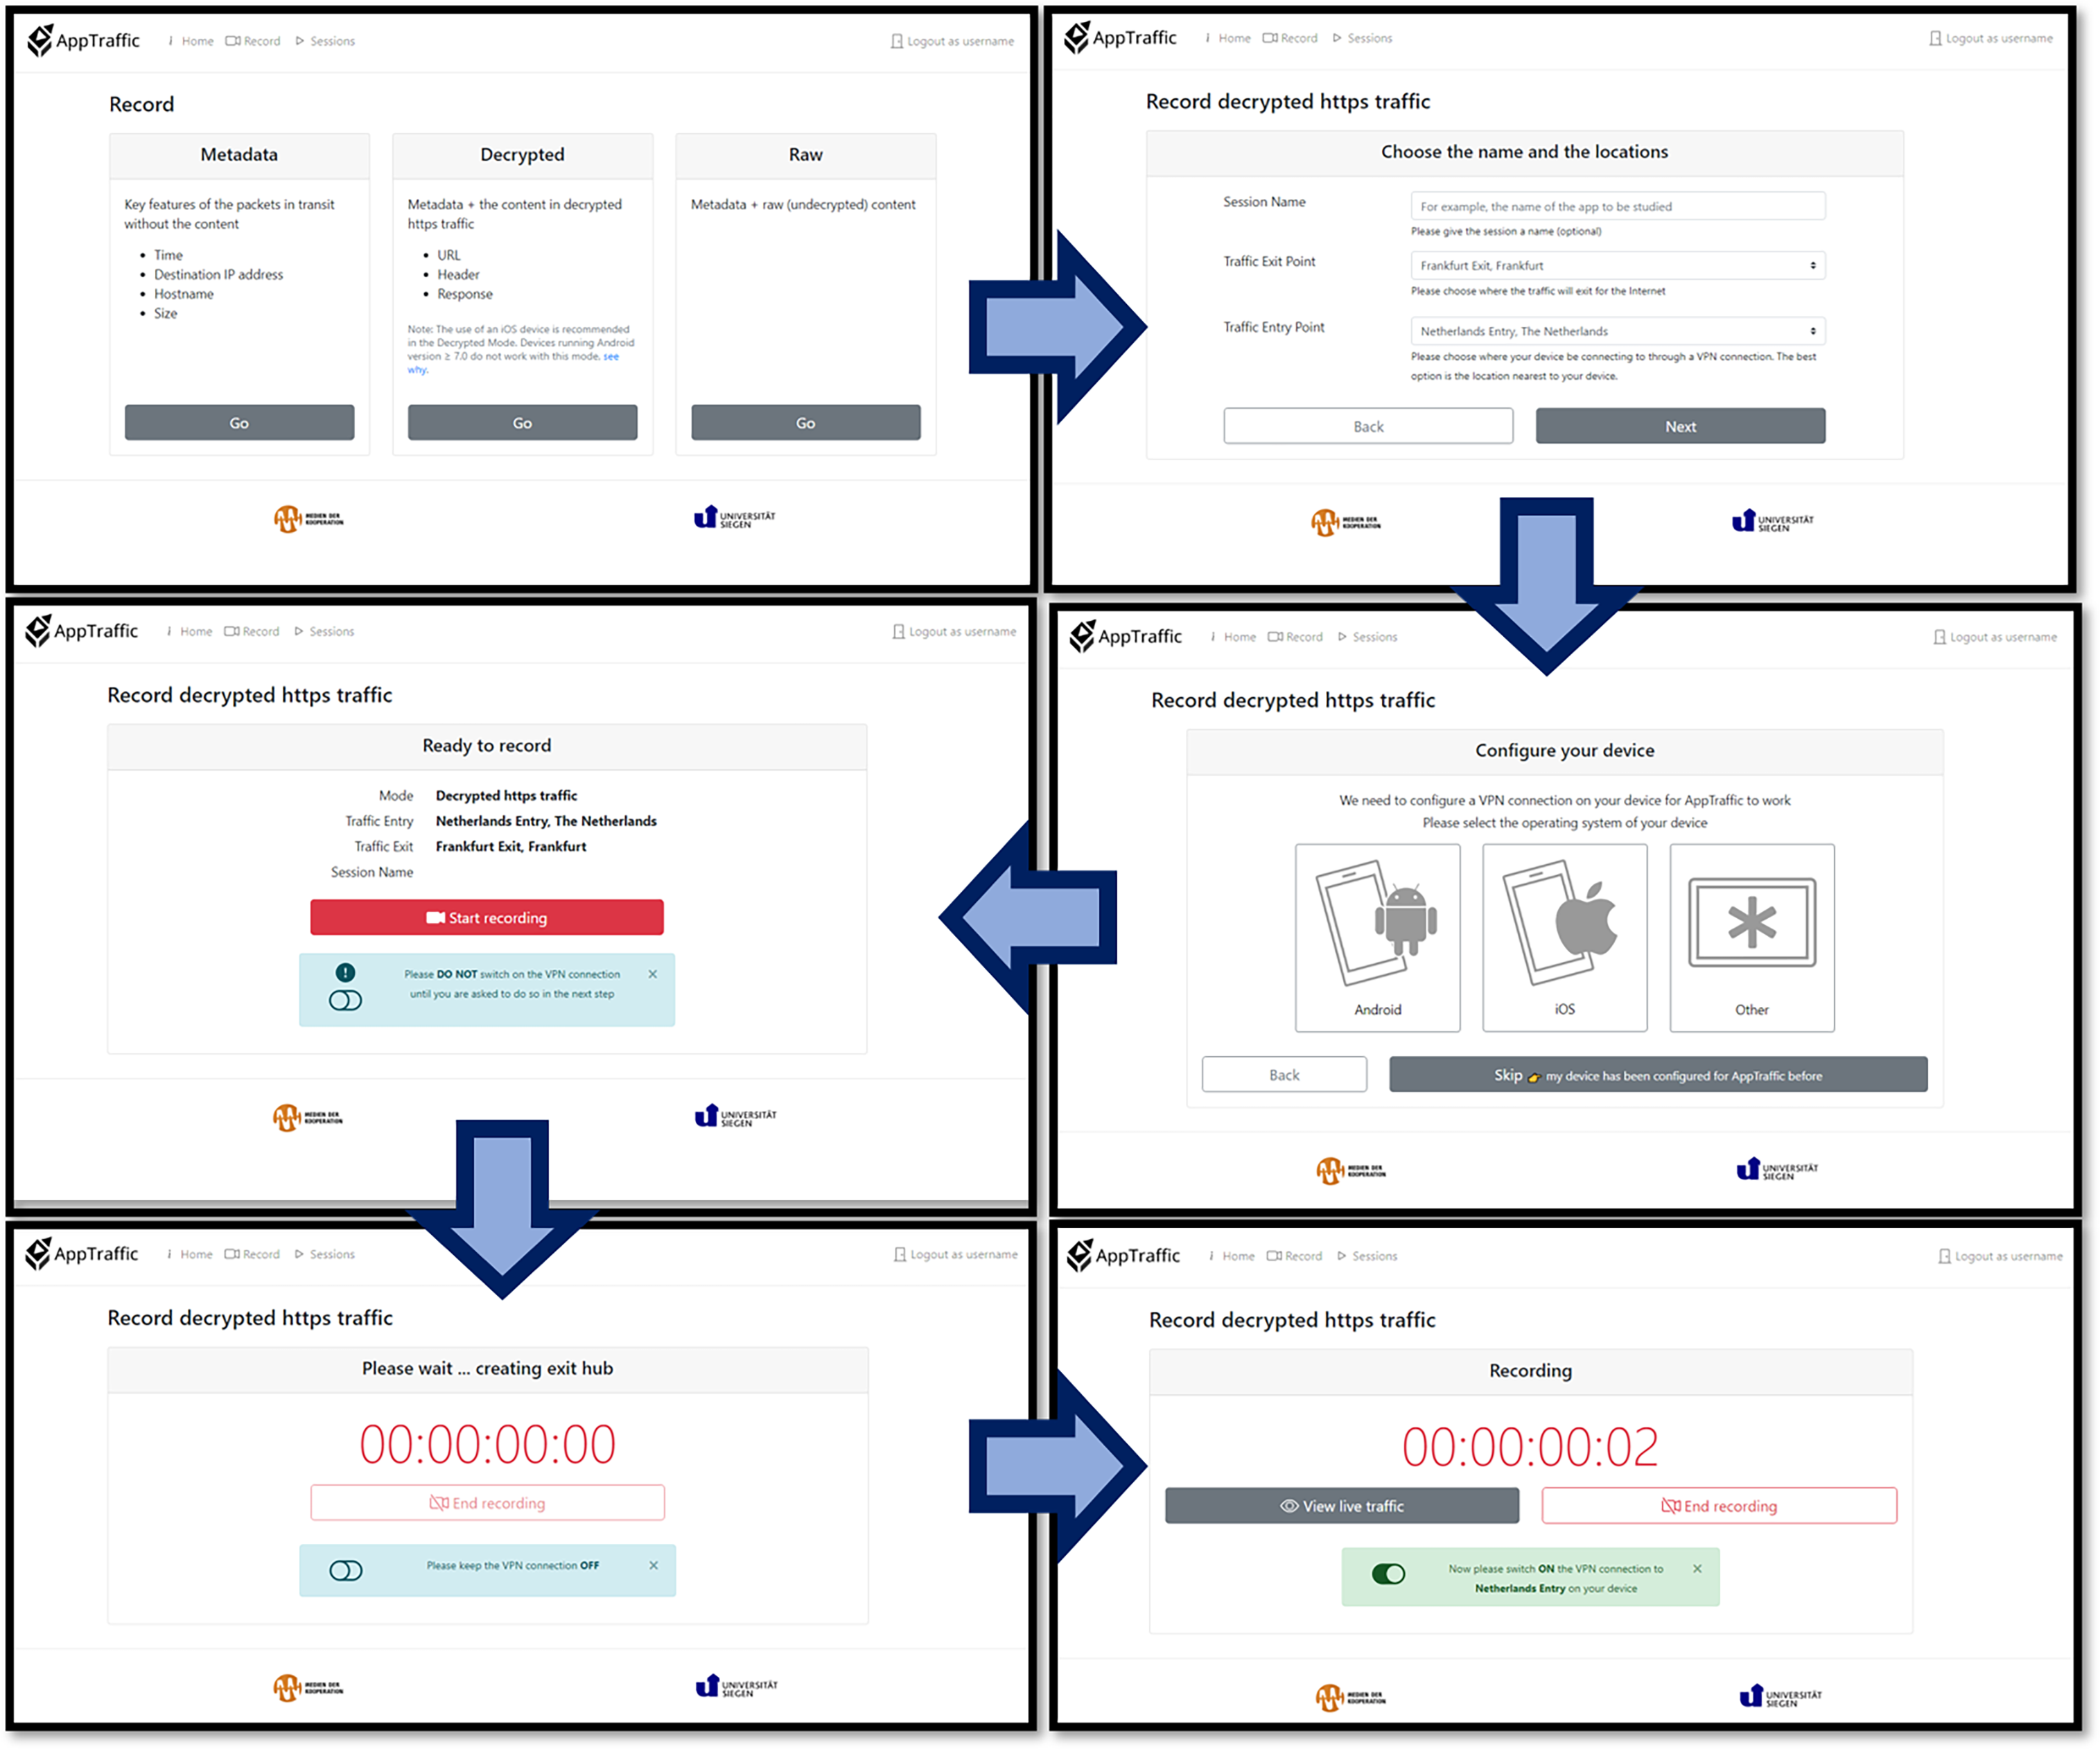 AppTraffic
Home
Record
Sessions
Logout as username
Record
Metadata
Key features of the packets in transit
without the content
• Time
• Destination IP address
• Hostname
• Size
Go
Decrypted
Metadata + the content in decrypted
https traffic
• URL
• Header
• Response
Note: The use of an iOS device is recommended
in the Decrypted Mode. Devices running Android
version ≥ 7.0 do not work with this mode. see
why.
Go
Raw
Metadata + raw (undecrypted) content
Go
MEDIEN DER
KOOPERATION
UNIVERSITÄT
SIEGEN
AppTraffic
Home
Record
Sessions
Logout as username
Record decrypted https traffic
Choose the name and the locations
Session Name
For example, the name of the app to be studied
Please give the session a name (optional)
Traffic Exit Point
Frankfurt Exit, Frankfurt
Please choose where the traffic will exit for the Internet
Traffic Entry Point
Netherlands Entry, The Netherlands
Please choose where your device be connecting to through a VPN connection. The best
option is the location nearest to your device.
Back
Next
MEDIEN DER
KOOPERATION
UNIVERSITÄT
SIEGEN
AppTraffic
Home
Record
Sessions
Logout as username
Record decrypted https traffic
Configure your device
We need to configure a VPN connection on your device for AppTraffic to work
Please select the operating system of your device
Android
iOS
Other
Back
Skip 👉 my device has been configured for AppTraffic before
MEDIEN DER
KOOPERATION
UNIVERSITÄT
SIEGEN
AppTraffic
Home
Record
Sessions
Logout as username
Record decrypted https traffic
Ready to record
Mode Decrypted https traffic
Traffic Entry Netherlands Entry, The Netherlands
Traffic Exit Frankfurt Exit, Frankfurt
Session Name
Start recording
Please DO NOT switch on the VPN connection
until you are asked to do so in the next step
MEDIEN DER
KOOPERATION
UNIVERSITÄT
SIEGEN
AppTraffic
Home
Record
Sessions
Logout as username
Record decrypted https traffic
Please wait ... creating exit hub
00:00:00:00
End recording
Please keep the VPN connection OFF
MEDIEN DER
KOOPERATION
UNIVERSITÄT
SIEGEN
AppTraffic
Home
Record
Sessions
Logout as username
Record decrypted https traffic
Recording
00:00:00:02
View live traffic
End recording
Now please switch ON the VPN connection to
Netherlands Entry on your device
MEDIEN DER
KOOPERATION
UNIVERSITÄT
SIEGEN